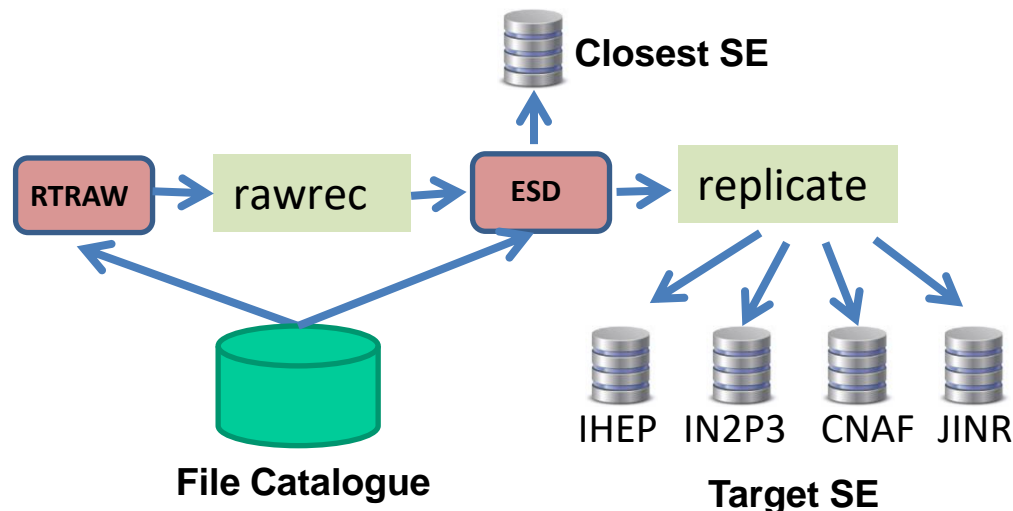 Closest SE
RTRAW
rawrec
ESD
replicate
IHEP
IN2P3
CNAF
JINR
File Catalogue
Target SE